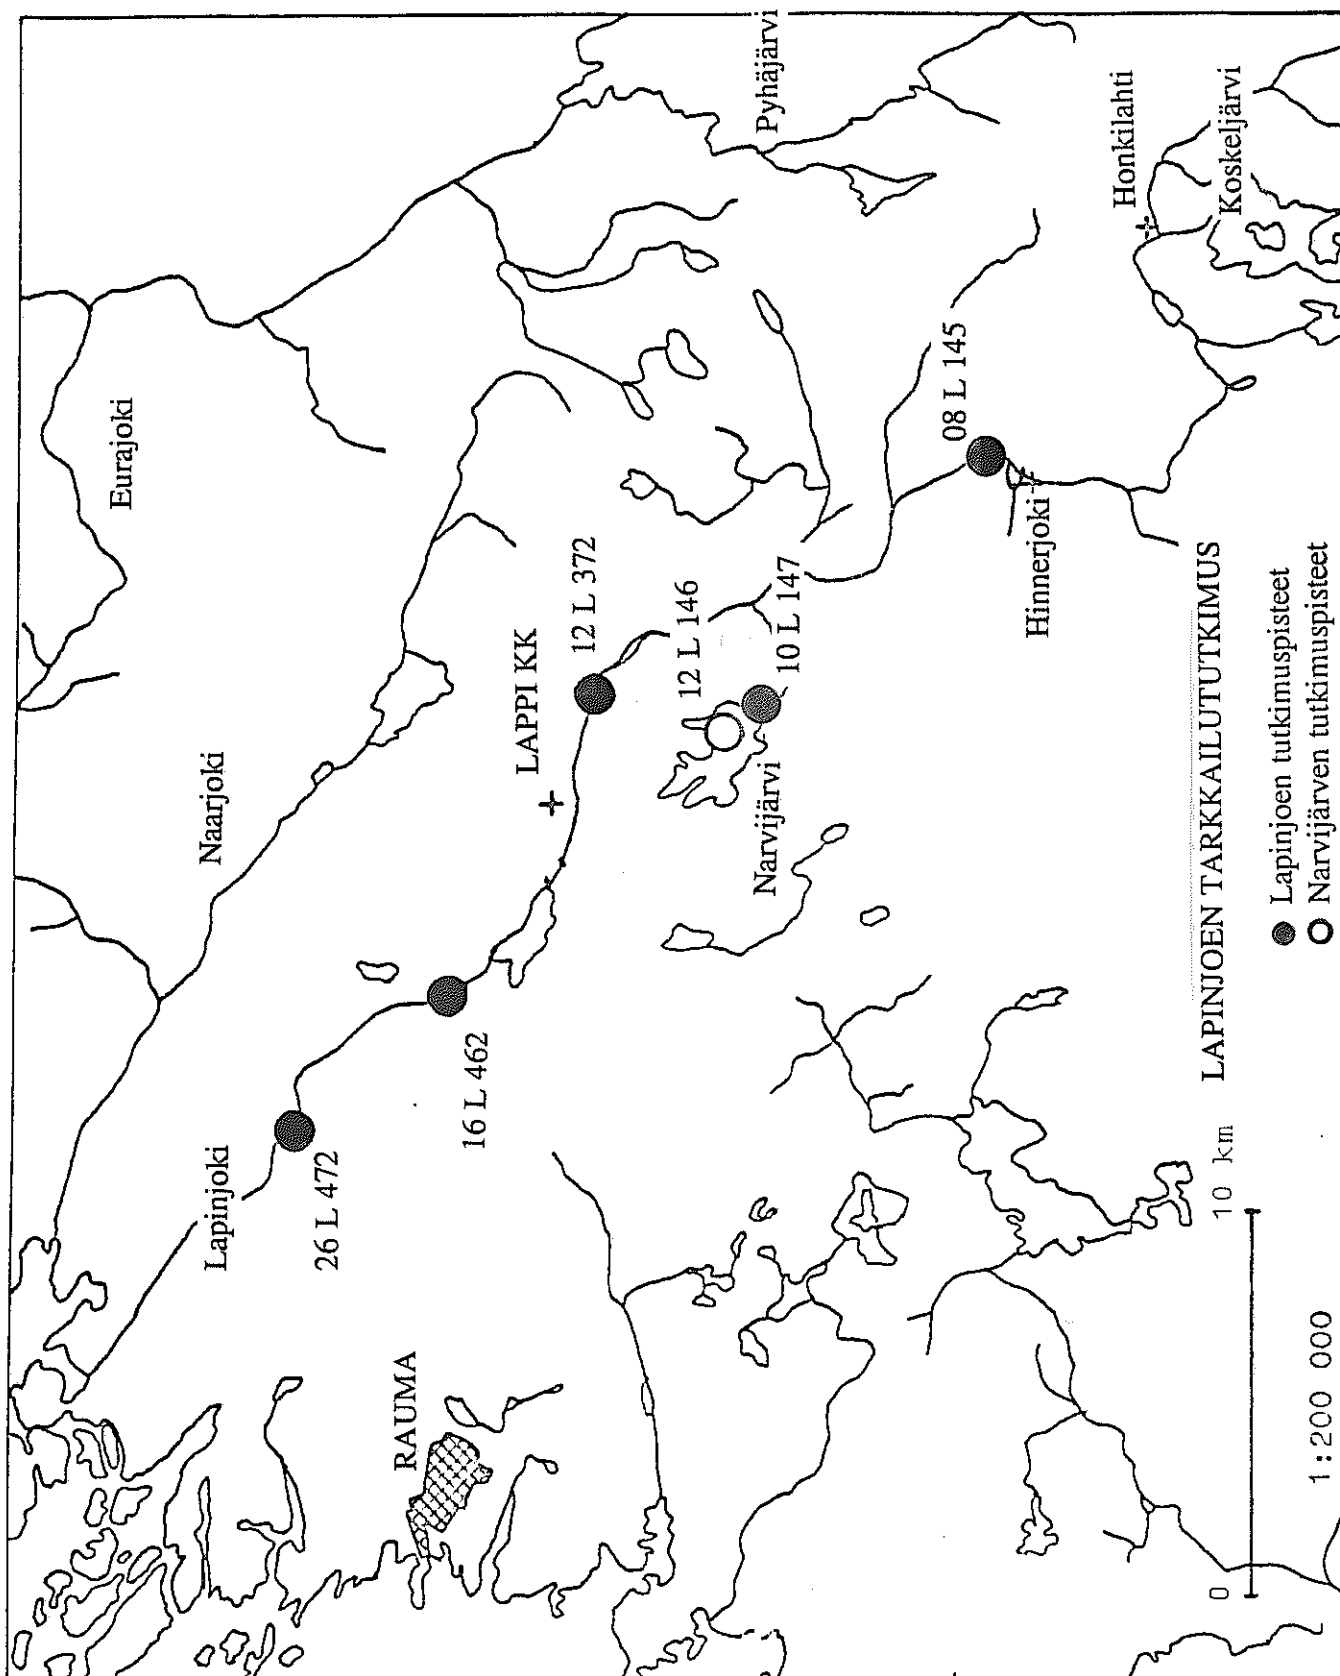 Pyhäjärvi
Honkilahti
Koskeljärvi
Eurajoki
08 L 145
Hinnerjoki
12 L 372
12 L 146
10 L 147
LAPPI KK
Naarjoki
Narvijärvi
16 L 462
Lapinjoki
26 L 472
RAUMA
LAPINJOEN TARKKAILUTUTKIMUS
Lapinjoen tutkimuspisteet
Narvijärven tutkimuspisteet
0
10 km
1:200 000